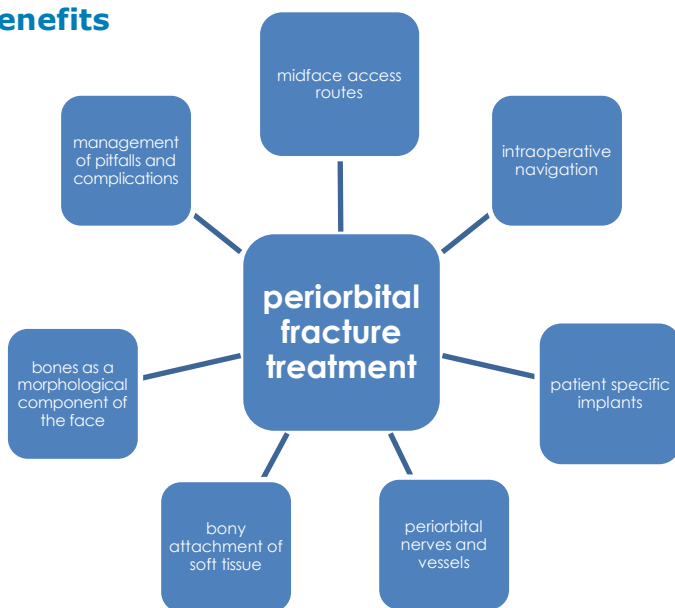 enefits
midface access
routes
intraoperative
navigation
patient specific
implants
periorbital
nerves and
vessels
bony
attachment of
soft tissue
bones as a
morphological
component of
the face
management
of pitfalls and
complications
periorbital
fracture
treatment